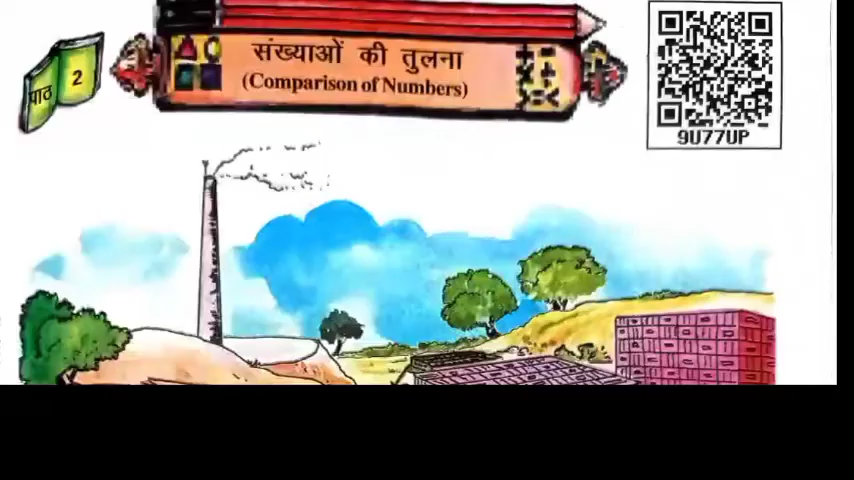 पाठ 2
संख्याओं की तुलना
(Comparison of Numbers)
9U77UP